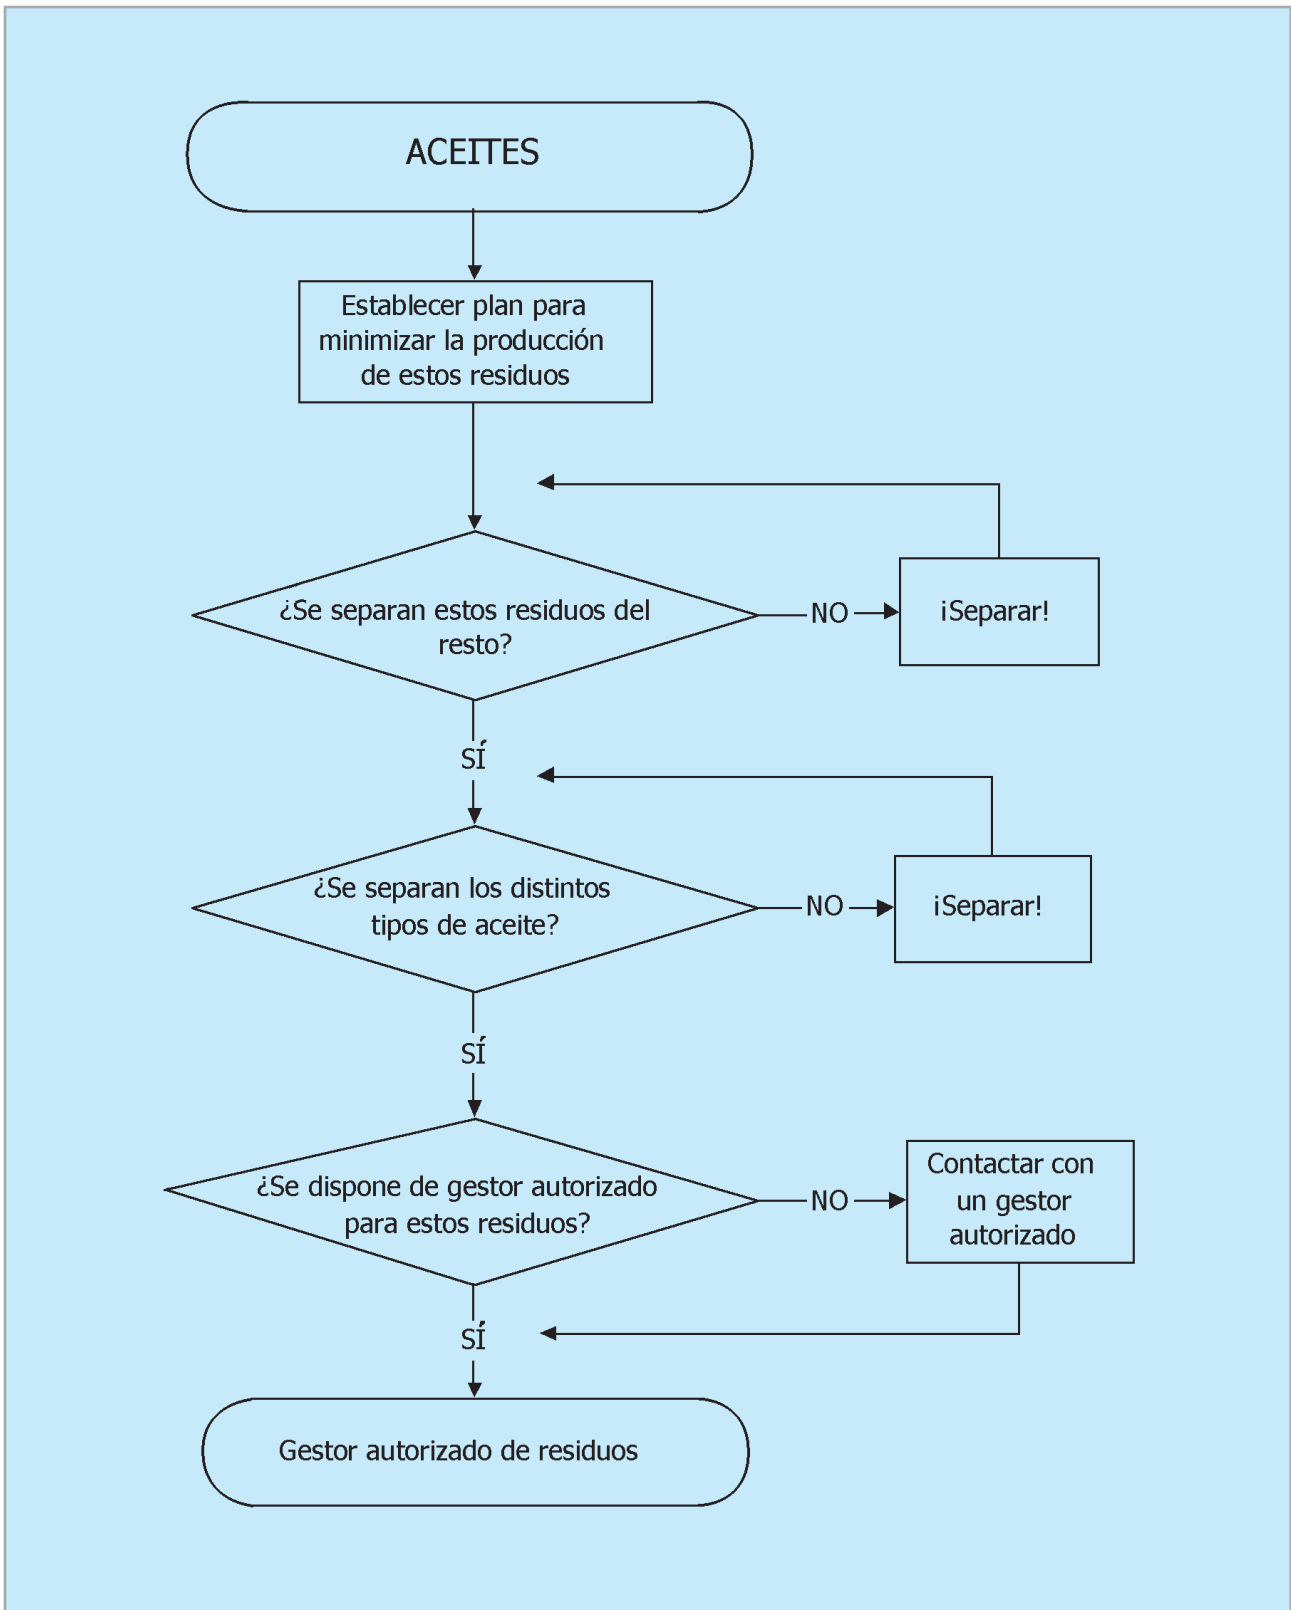 ACEITES
Establecer plan para
minimizar la producción
de estos residuos
¿Se separan estos residuos del
resto?
NO
¡Separar!
SÍ
¿Se separan los distintos
tipos de aceite?
NO
¡Separar!
SÍ
¿Se dispone de gestor autorizado
para estos residuos?
NO
Contactar con
un gestor
autorizado
SÍ
Gestor autorizado de residuos